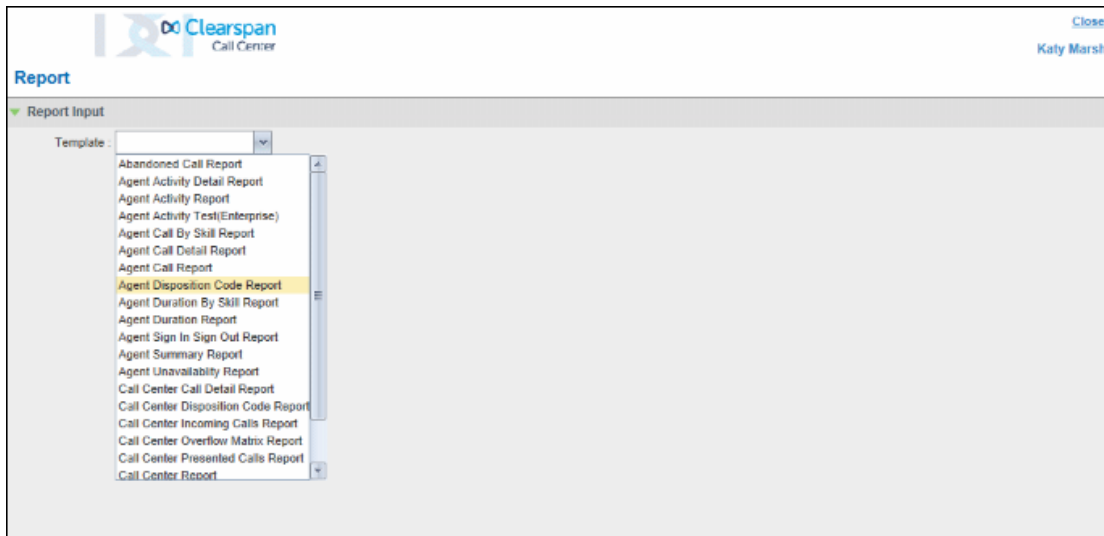 Clearspan
Call Center
Close
Katy Marsh
Report
Report Input
Template :
Abandoned Call Report
Agent Activity Detail Report
Agent Activity Report
Agent Activity Test(Enterprise)
Agent Call By Skill Report
Agent Call Detail Report
Agent Call Report
Agent Disposition Code Report
Agent Duration By Skill Report
Agent Duration Report
Agent Sign In Sign Out Report
Agent Summary Report
Agent Unavailablity Report
Call Center Call Detail Report
Call Center Disposition Code Report
Call Center Incoming Calls Report
Call Center Overflow Matrix Report
Call Center Presented Calls Report
Call Center Report